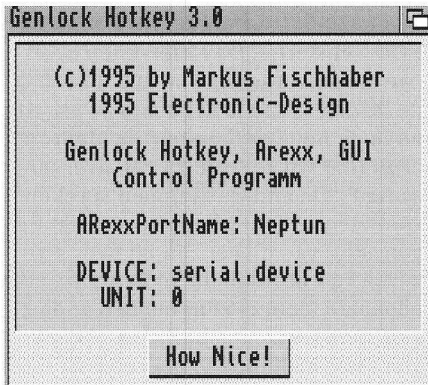 Genlock Hotkey 3.0
(c)1995 by Markus Fischhaber
1995 Electronic-Design
Genlock Hotkey, Arexx, GUI
Control Programm
ARexxPortName: Neptun
DEVICE: serial.device
UNIT: 0
How Nice!